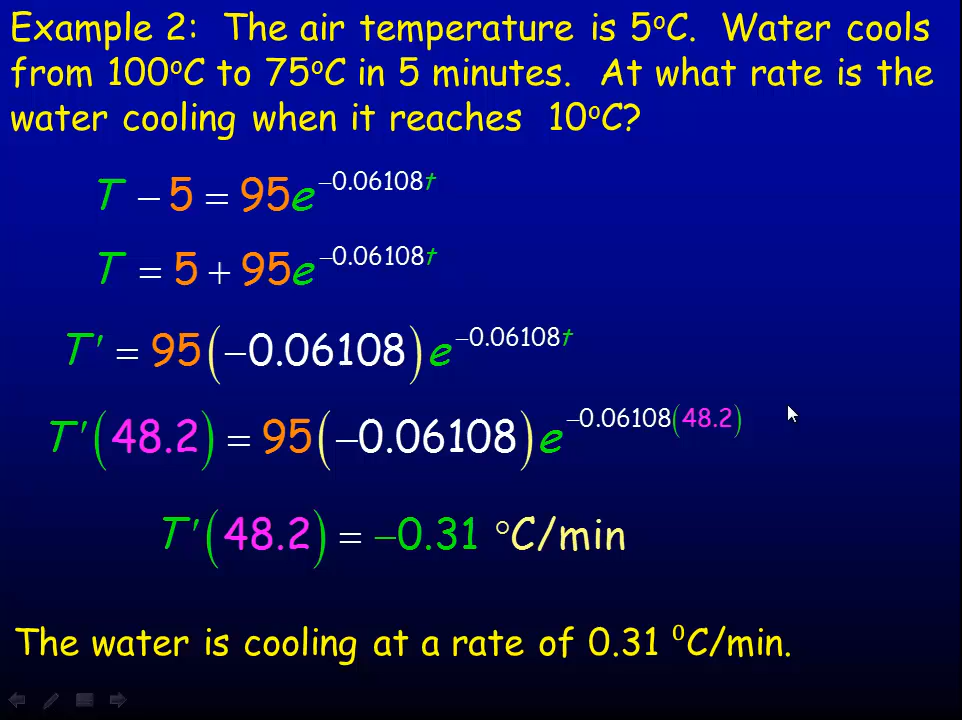 Example 2: The air temperature is 5°C. Water cools
from 100°C to 75°C in 5 minutes. At what rate is the
water cooling when it reaches 10°C?
T − 5 = 95e^{−0.06108t}
T = 5 + 95e^{−0.06108t}
T′ = 95(−0.06108)e^{−0.06108t}
T′(48.2) = 95(−0.06108)e^{−0.06108(48.2)}
T′(48.2) = −0.31 °C/min
The water is cooling at a rate of 0.31 ⁰C/min.